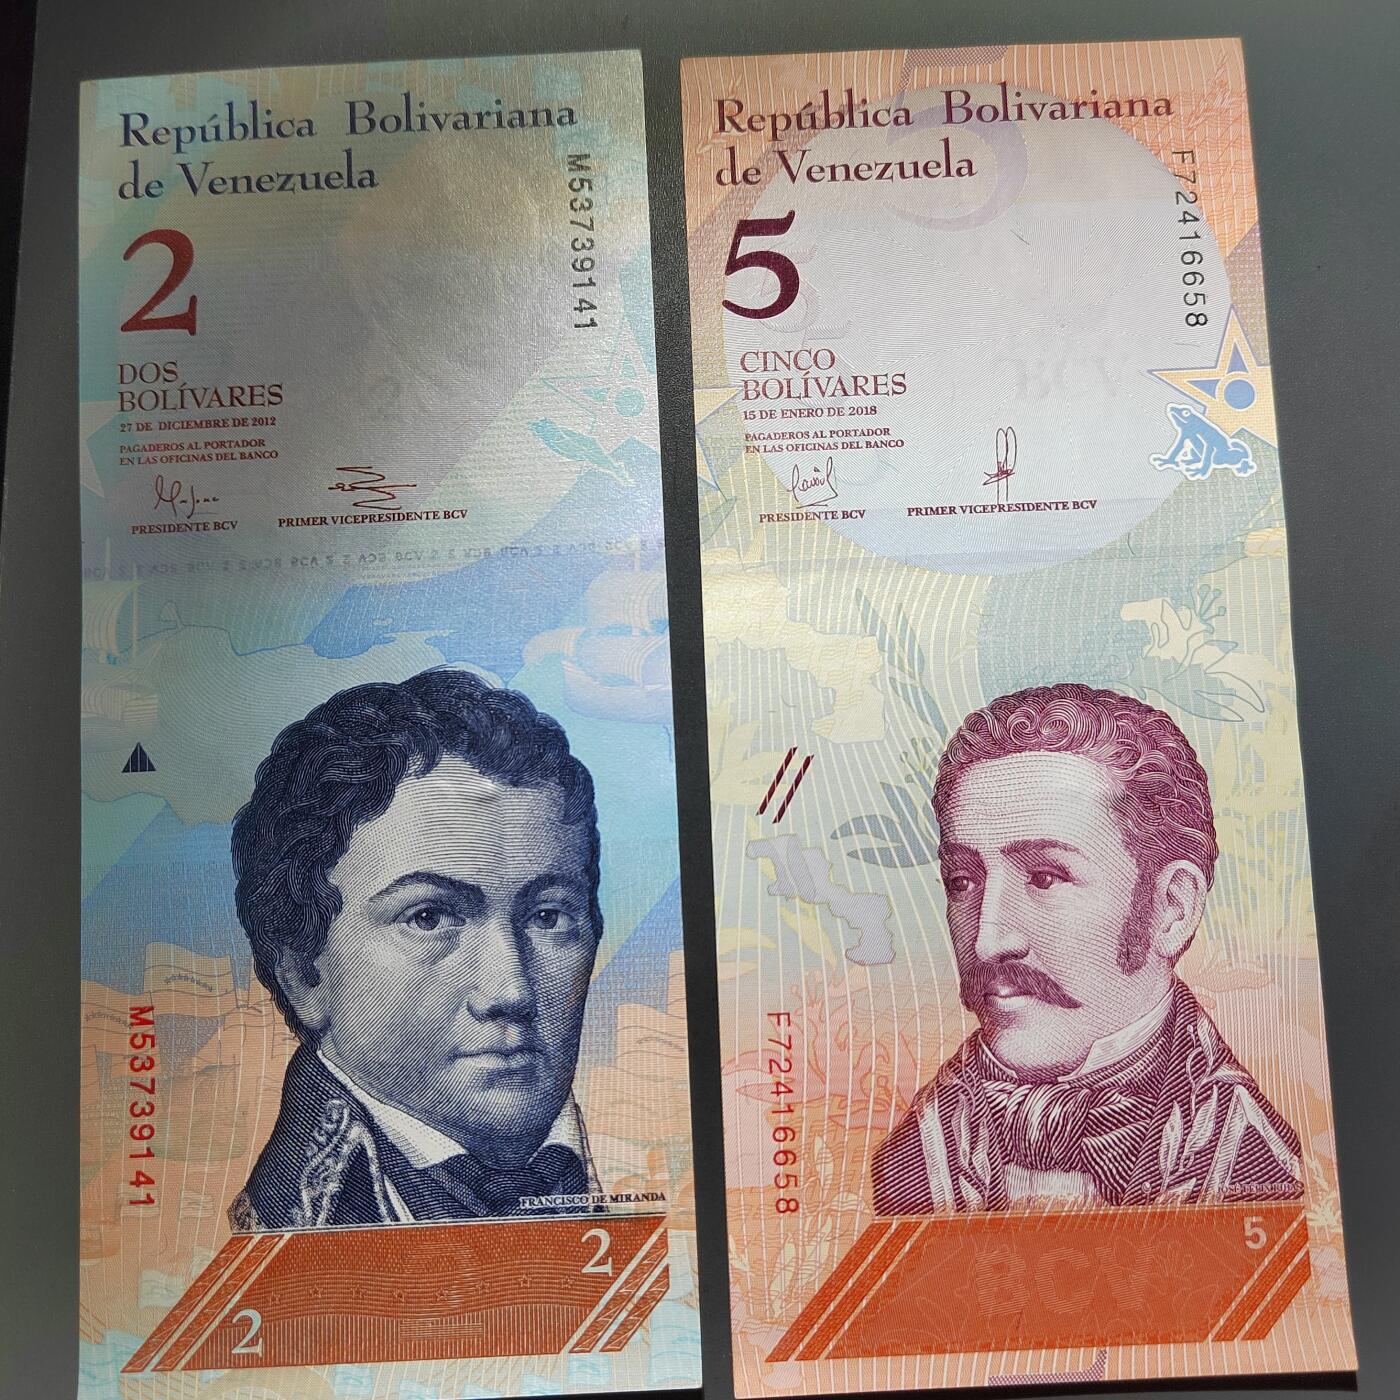 República Bolivariana
de Venezuela
M53739141
2
DOS
BOLÍVARES
27 DE DICIEMBRE DE 2012
PAGADEROS AL PORTADOR
EN LAS OFICINAS DEL BANCO
PRESIDENTE BCV
PRIMER VICEPRESIDENTE BCV
M53739141
FRANCISCO DE MIRANDA
2
2
República Bolivariana
de Venezuela
F72416658
5
5
CINCO
BOLÍVARES
15 DE ENERO DE 2018
PAGADEROS AL PORTADOR
EN LAS OFICINAS DEL BANCO
PRESIDENTE BCV
PRIMER VICEPRESIDENTE BCV
F72416658
5
BCV